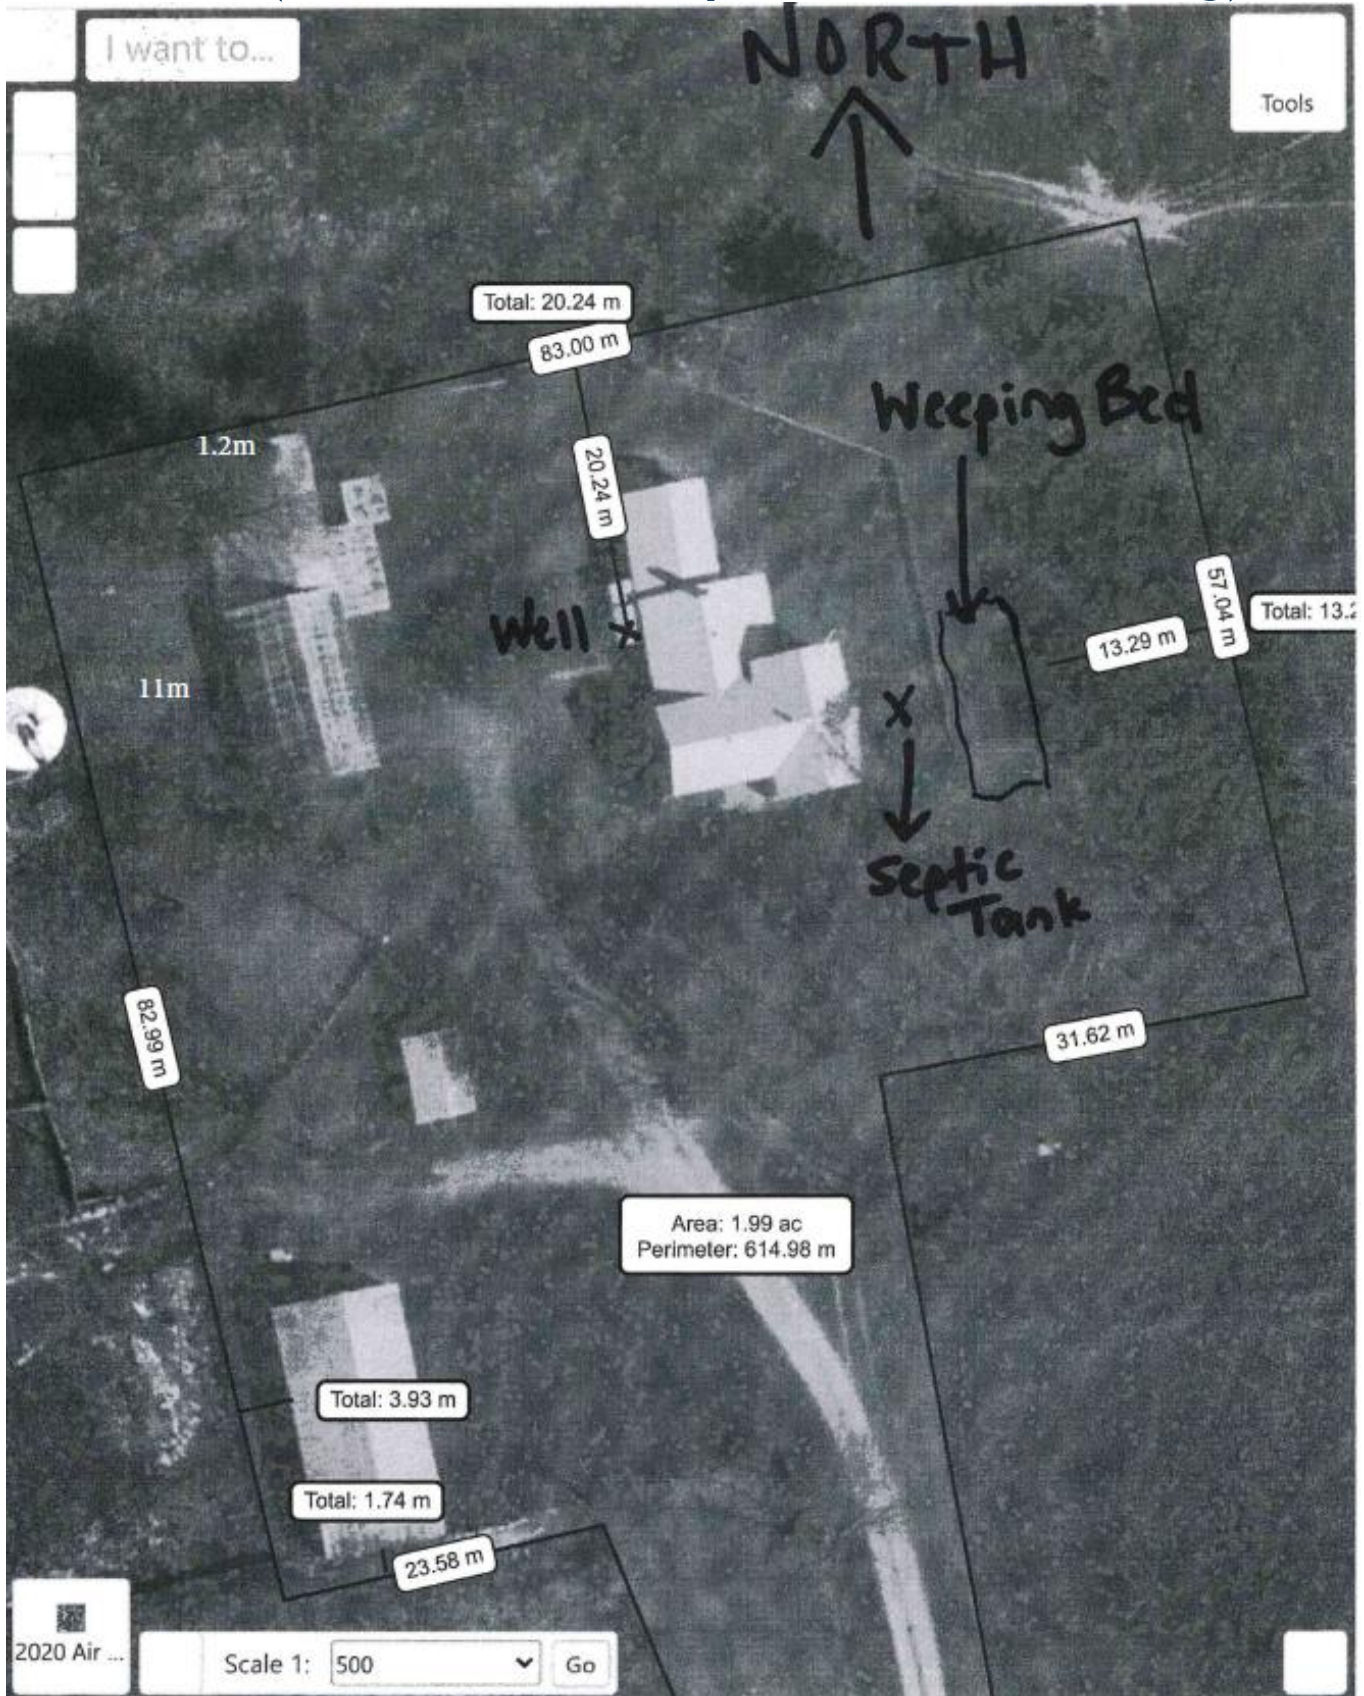 I want to...
NORTH
Tools
Total: 20.24 m
83.00 m
Weeping Bed
1.2m
20.24 m
57.04 m
Total: 13.2
Well x
13.29 m
11m
x
Septic
Tank
82.99 m
31.62 m
Area: 1.99 ac
Perimeter: 614.98 m
Total: 3.93 m
Total: 1.74 m
23.58 m
2020 Air ...
Scale 1: 500 Go